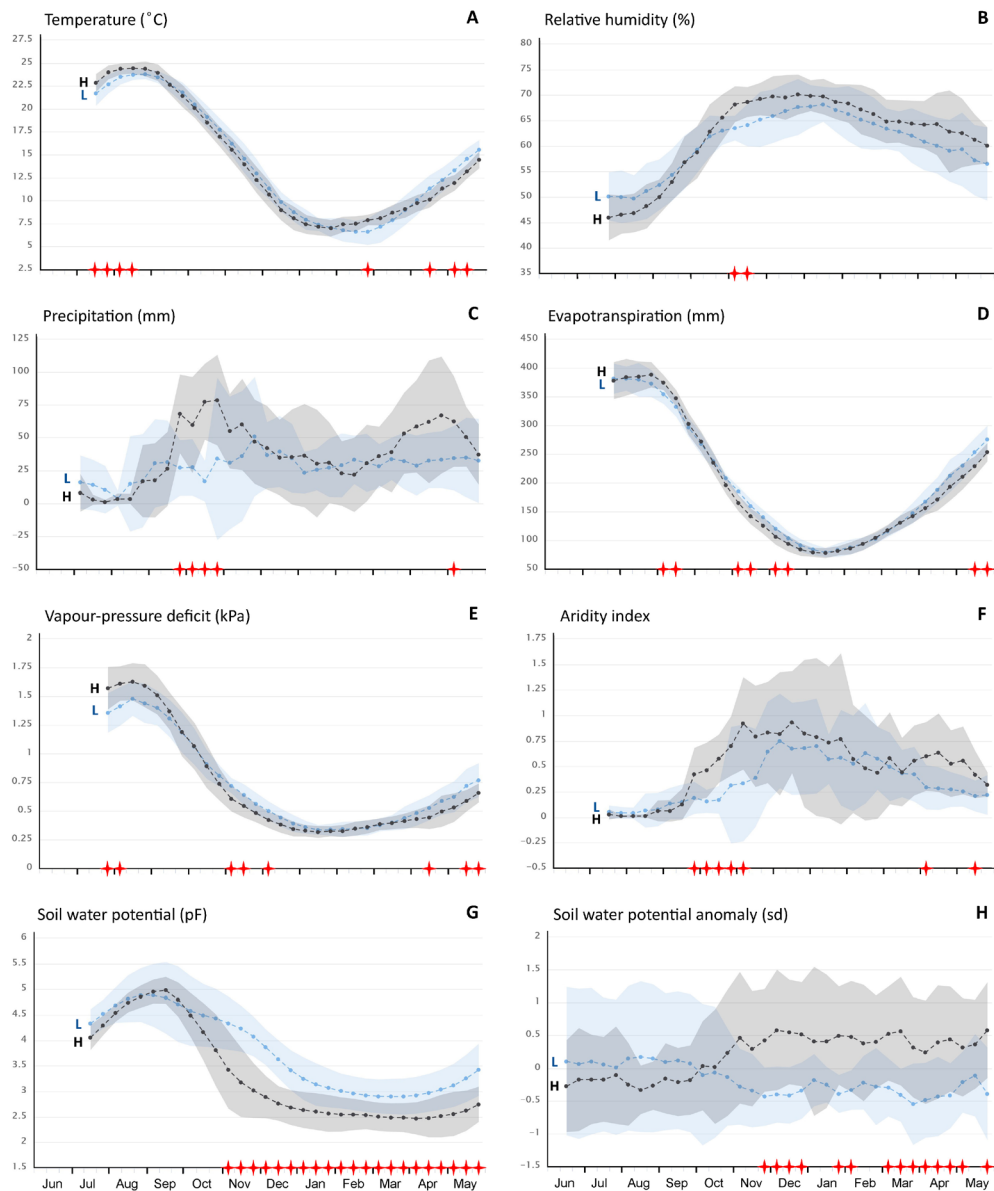 Temperature (˚C) A
27.5
25
22.5
20
17.5
15
12.5
10
7.5
5
2.5
H
L
Relative humidity (%) B
80
75
70
65
60
55
50
45
40
35
L
H
Precipitation (mm) C
125
100
75
50
25
0
−25
−50
L
H
Evapotranspiration (mm) D
450
400
350
300
250
200
150
100
50
H
L
Vapour-pressure deficit (kPa) E
2
1.75
1.5
1.25
1
0.75
0.5
0.25
0
H
L
Aridity index F
1.75
1.5
1.25
1
0.75
0.5
0.25
0
−0.25
−0.5
L
H
Soil water potential (pF) G
6
5.5
5
4.5
4
3.5
3
2.5
2
1.5
L
H
Jun Jul Aug Sep Oct Nov Dec Jan Feb Mar Apr May
Soil water potential anomaly (sd) H
2
1.5
1
0.5
0
−0.5
−1
−1.5
L
H
Jun Jul Aug Sep Oct Nov Dec Jan Feb Mar Apr May